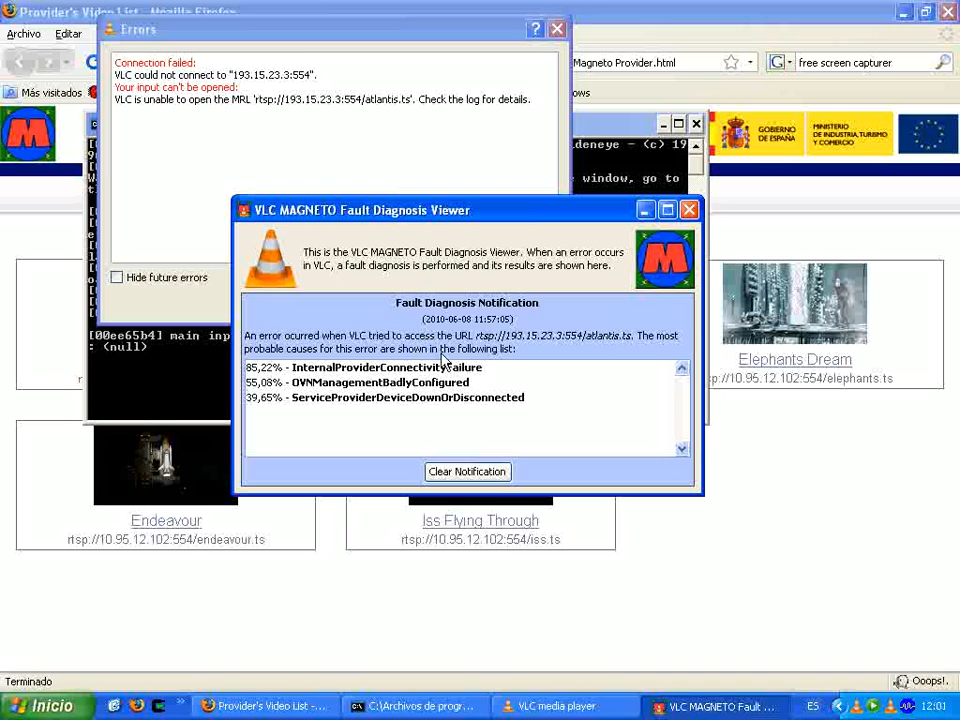 Provider's Video List - Mozilla Firefox
Archivo
Editar
Errors
?
Connection failed:
VLC could not connect to "193.15.23.3:554".
Your input can't be opened:
VLC is unable to open the MRL 'rtsp://193.15.23.3:554/atlantis.ts'. Check the log for details.
Hide future errors
Magneto Provider.html
G
free screen capturer
Más visitados
ows
M
GOBIERNO
DE ESPAÑA
MINISTERIO
DE INDUSTRIA, TURISMO
Y COMERCIO
ldeneye - (c) 19
window, go to
[00ee65b4] main inp
: (null)
VLC MAGNETO Fault Diagnosis Viewer
This is the VLC MAGNETO Fault Diagnosis Viewer. When an error occurs
in VLC, a fault diagnosis is performed and its results are shown here.
M
Fault Diagnosis Notification
(2010-06-08 11:57:05)
An error ocurred when VLC tried to access the URL rtsp://193.15.23.3:554/atlantis.ts. The most
probable causes for this error are shown in the following list:
85,22% - InternalProviderConnectivityFailure
55,08% - OVNManagementBadlyConfigured
39,65% - ServiceProviderDeviceDownOrDisconnected
Clear Notification
Elephants Dream
rtsp://10.95.12.102:554/elephants.ts
Endeavour
rtsp://10.95.12.102:554/endeavour.ts
Iss Flying Through
rtsp://10.95.12.102:554/iss.ts
Terminado
Ooops!.
Inicio
Provider's Video List -...
C:\Archivos de progr...
VLC media player
VLC MAGNETO Fault ...
ES
12:01